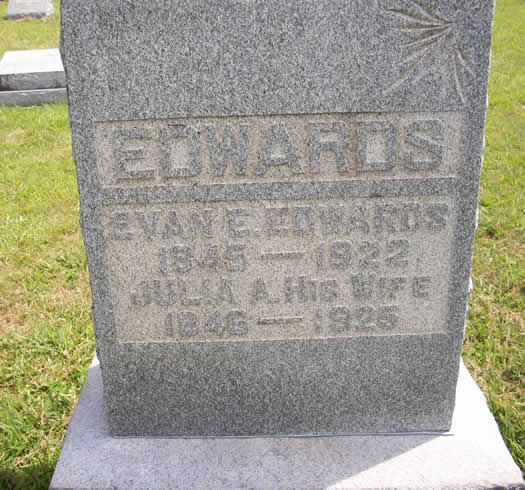 EDWARDS
EVAN E. EDWARDS
1845 — 1922
JULIA A. HIS WIFE
1846 — 1925